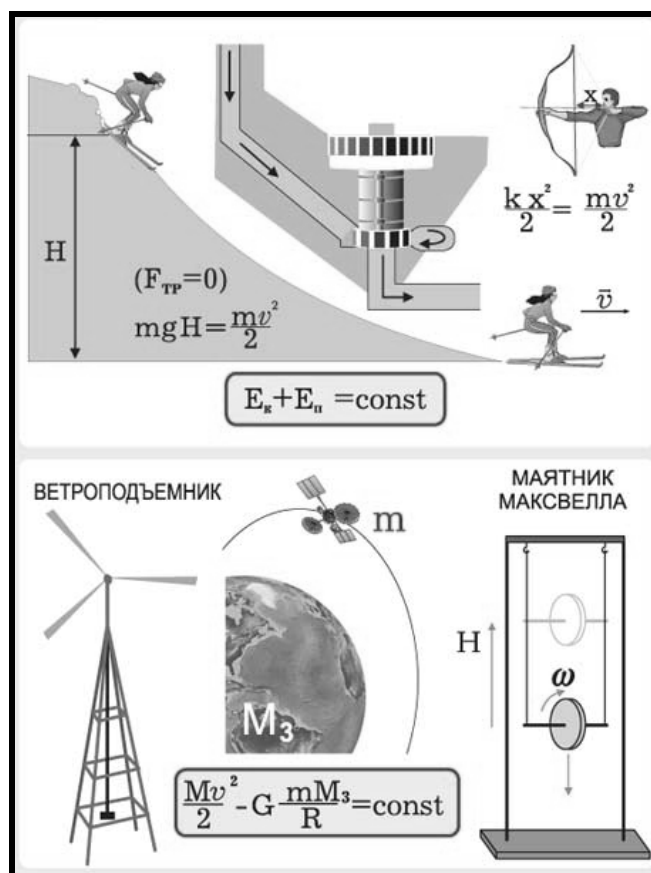 x
k x² / 2 = mv² / 2
H
(Fтр=0)
mgH = mv² / 2
v̄
Eк+Eп =const
ВЕТРОПОДЪЕМНИК
m
МАЯТНИК
МАКСВЕЛЛА
H
ω
M₃
Mv² / 2 - G mM₃ / R =const